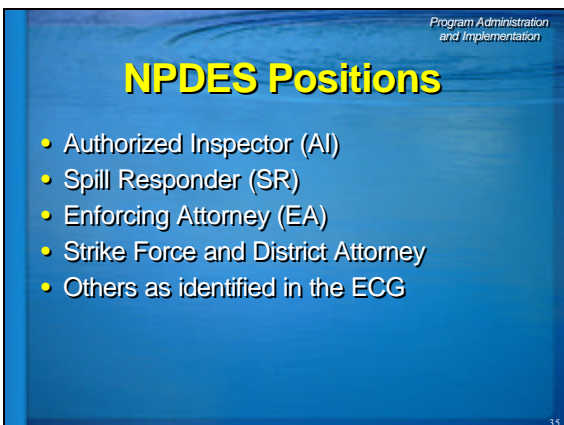 Program Administration
and Implementation
NPDES Positions
• Authorized Inspector (AI)
• Spill Responder (SR)
• Enforcing Attorney (EA)
• Strike Force and District Attorney
• Others as identified in the ECG
35